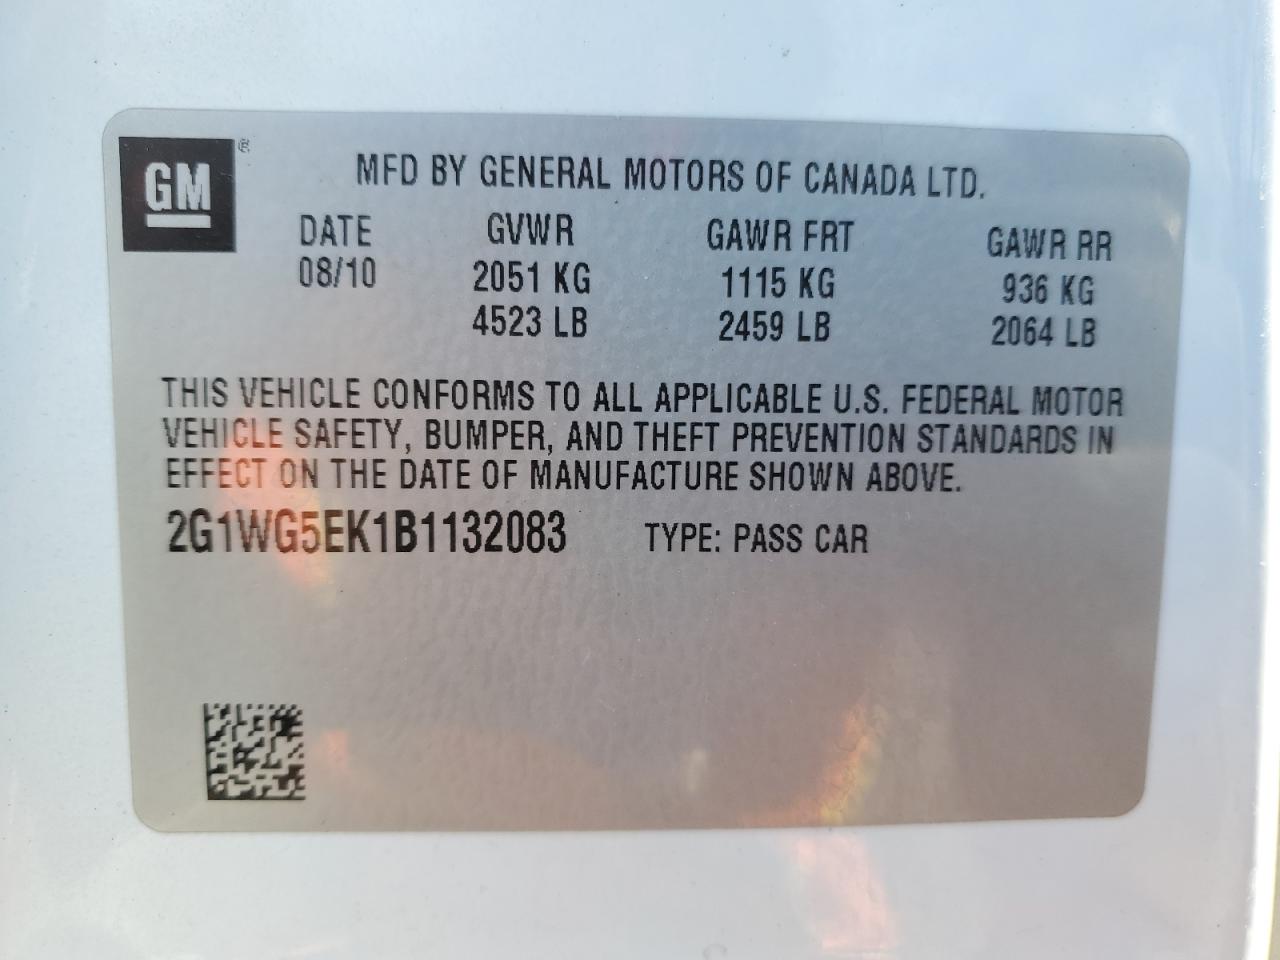 GM ®
MFD BY GENERAL MOTORS OF CANADA LTD.
DATE GVWR GAWR FRT GAWR RR
08/10 2051 KG 1115 KG 936 KG
4523 LB 2459 LB 2064 LB
THIS VEHICLE CONFORMS TO ALL APPLICABLE U.S. FEDERAL MOTOR
VEHICLE SAFETY, BUMPER, AND THEFT PREVENTION STANDARDS IN
EFFECT ON THE DATE OF MANUFACTURE SHOWN ABOVE.
2G1WG5EK1B1132083 TYPE: PASS CAR